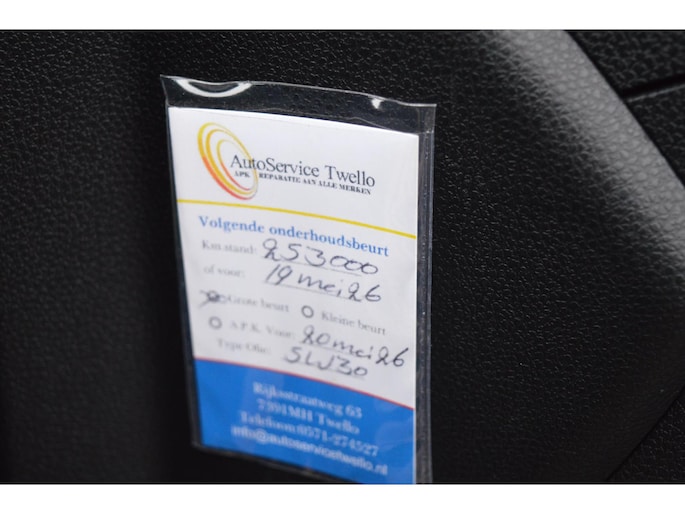 AutoService Twello
APK REPARATIE AAN ALLE MERKEN
Volgende onderhoudsbeurt
Km stand: 253000
of voor: 19 mei 26
Grote beurt Kleine beurt
A.P.K. Voor: 20 mei 26
Type Olie: 5W30
Rijksstraatweg 63
7391MH Twello
Telefoon: 0571-274527
info@autoservicetwello.nl